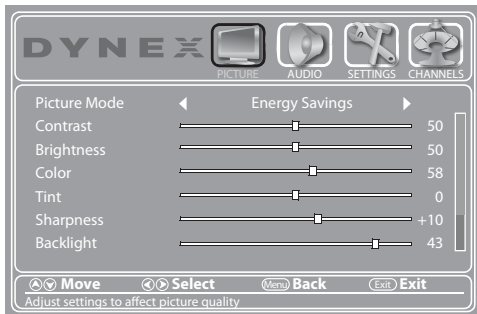 DYNEX
PICTURE AUDIO SETTINGS CHANNELS
Picture Mode Energy Savings
Contrast 50
Brightness 50
Color 58
Tint 0
Sharpness +10
Backlight 43
Move Select Menu Back Exit Exit
Adjust settings to affect picture quality